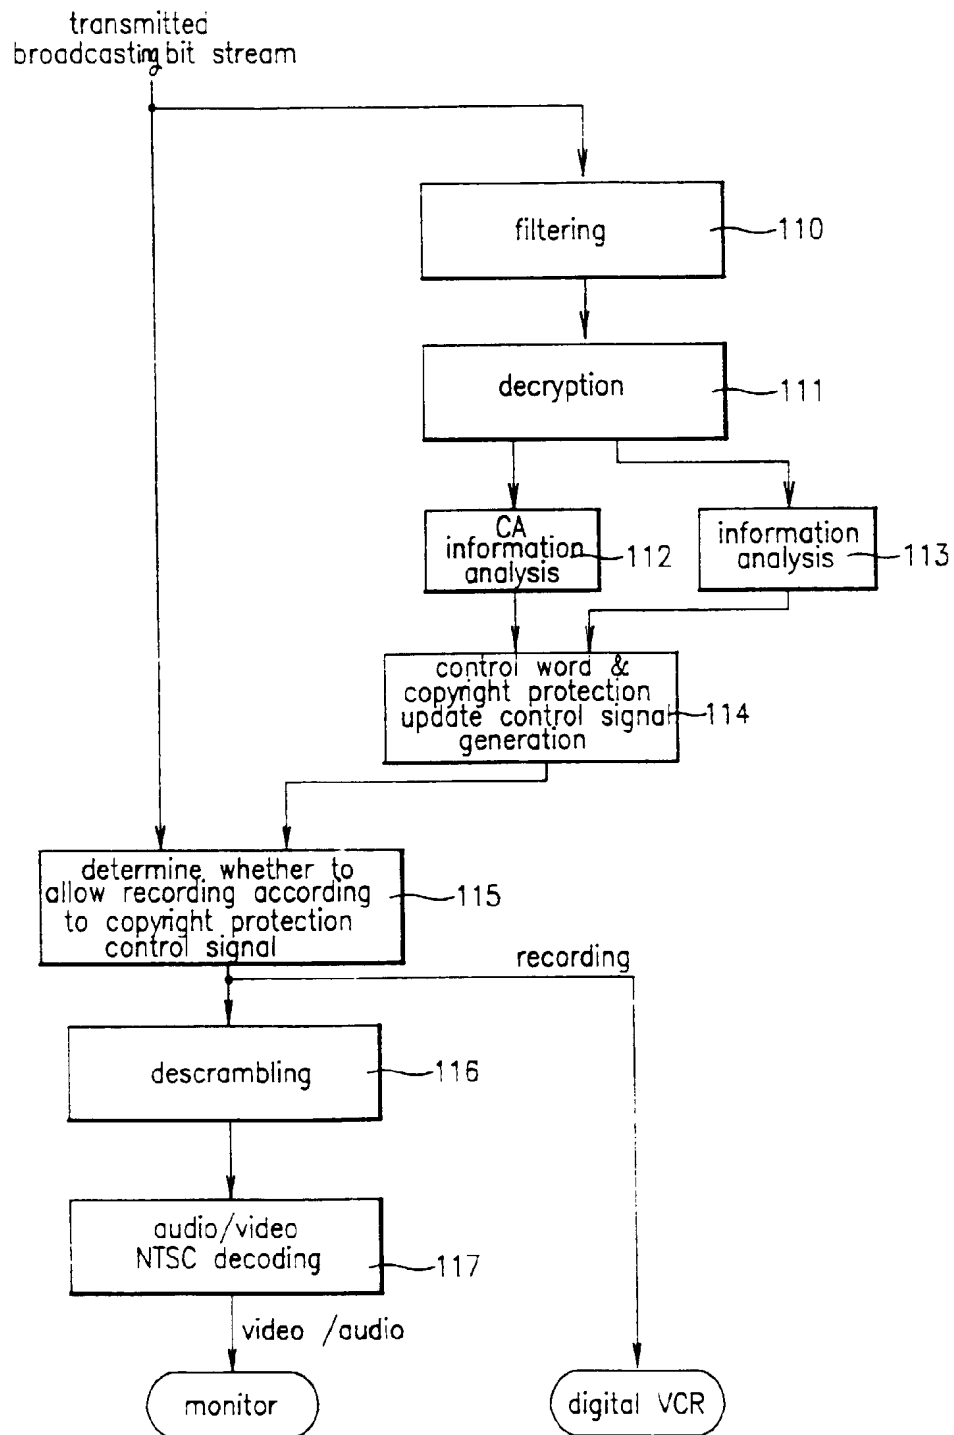 transmitted
broadcasting bit stream
filtering
110
decryption
111
CA
information
analysis
112
information
analysis
113
control word &
copyright protection
update control signal
generation
114
determine whether to
allow recording according
to copyright protection
control signal
115
recording
descrambling
116
audio/video
NTSC decoding
117
video /audio
monitor
digital VCR